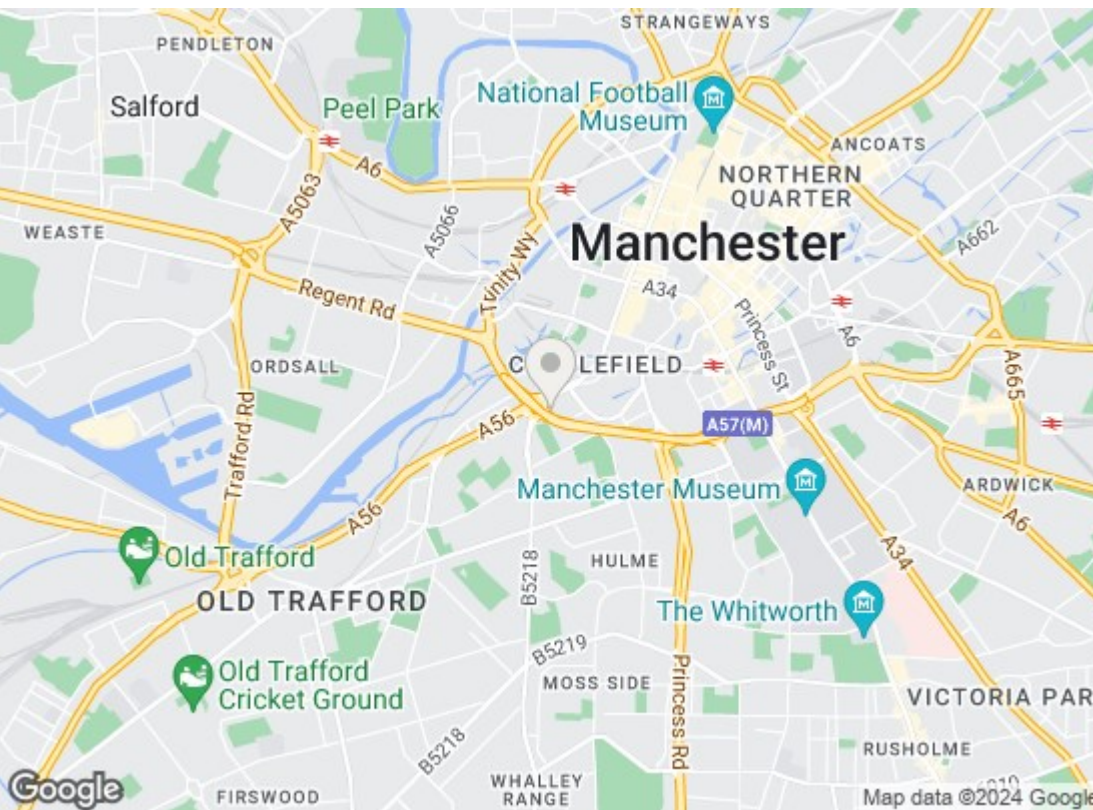 STRANGEWAYS
PENDLETON
Salford
Peel Park
National Football
Museum
A6
A5063
ANCOATS
NORTHERN
QUARTER
WEASTE
A5066
Manchester
A662
Trinity Wy
A34
Regent Rd
Princess St
A6
ORDSALL
C LEFIELD
A665
Trafford Rd
A56
A57(M)
Manchester Museum
ARDWICK
A56
A6
Old Trafford
HULME
A34
B5218
OLD TRAFFORD
The Whitworth
B5219
Old Trafford
Cricket Ground
MOSS SIDE
Princess Rd
VICTORIA PAR
B5218
RUSHOLME
WHALLEY
RANGE
Google
FIRSWOOD
Map data ©2024 Google